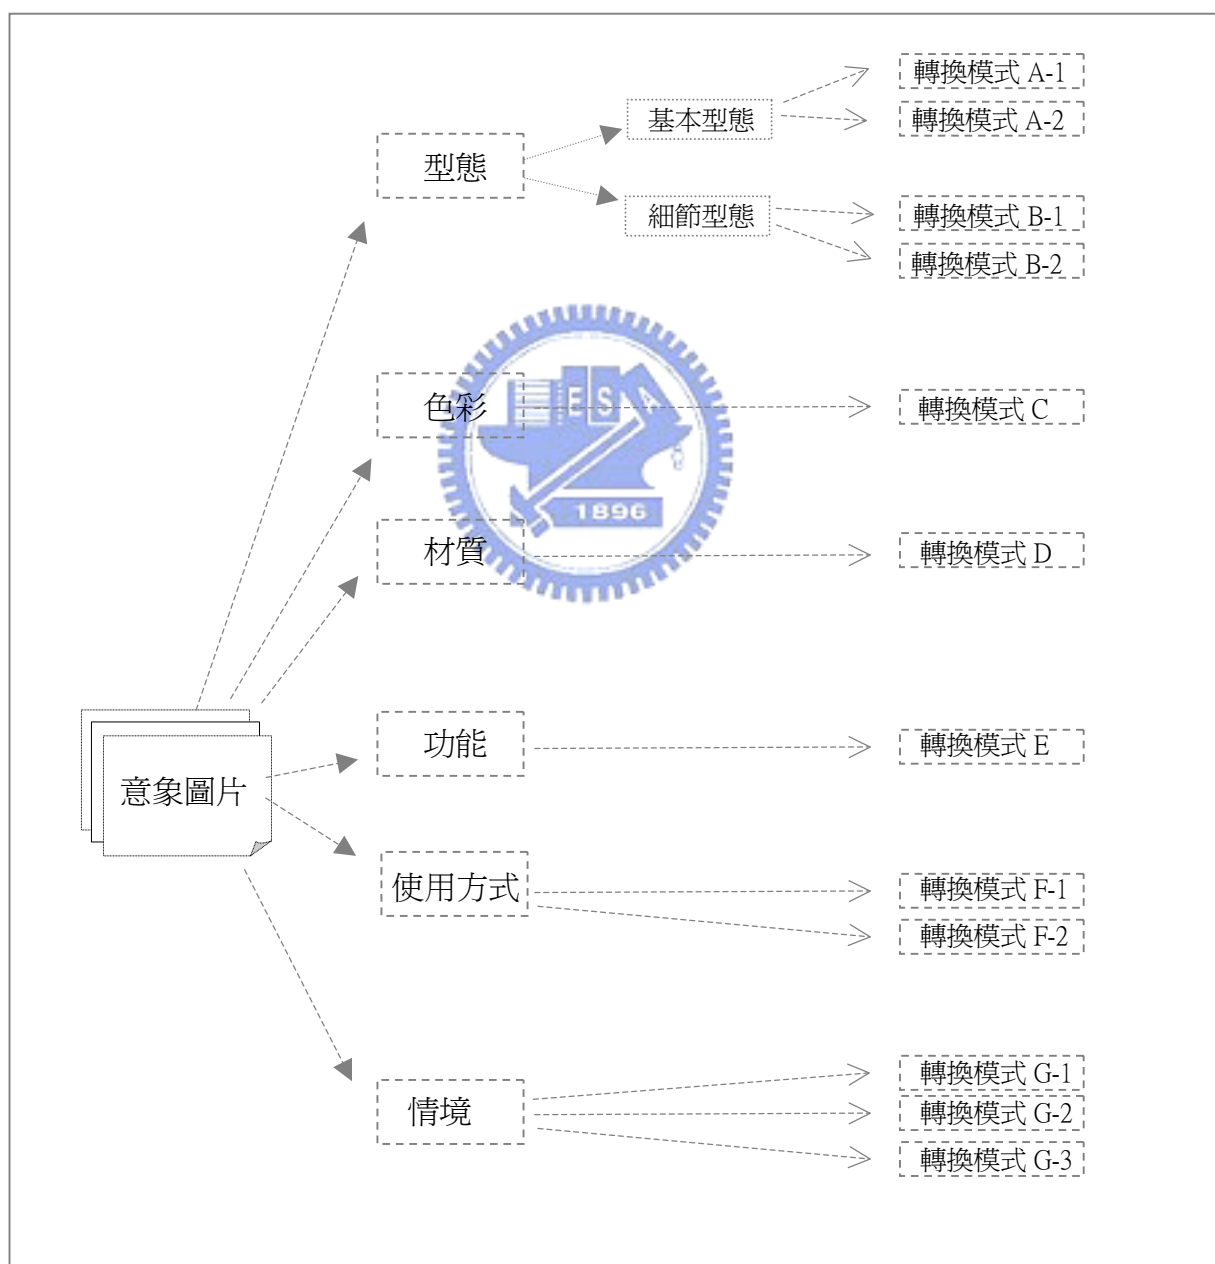 轉換模式 A-1
基本型態
轉換模式 A-2
型態
細節型態
轉換模式 B-1
轉換模式 B-2
色彩
ES
轉換模式 C
1896
材質
轉換模式 D
意象圖片
功能
轉換模式 E
使用方式
轉換模式 F-1
轉換模式 F-2
情境
轉換模式 G-1
轉換模式 G-2
轉換模式 G-3